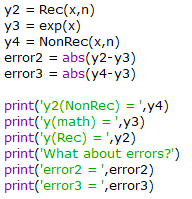 y2 = Rec(x,n)
y3 = exp(x)
y4 = NonRec(x,n)
error2 = abs(y2-y3)
error3 = abs(y4-y3)
print('y2(NonRec) = ',y4)
print('y(math) = ',y3)
print('y(Rec) = ',y2)
print('What about errors?')
print('error2 = ',error2)
print('error3 = ',error3)